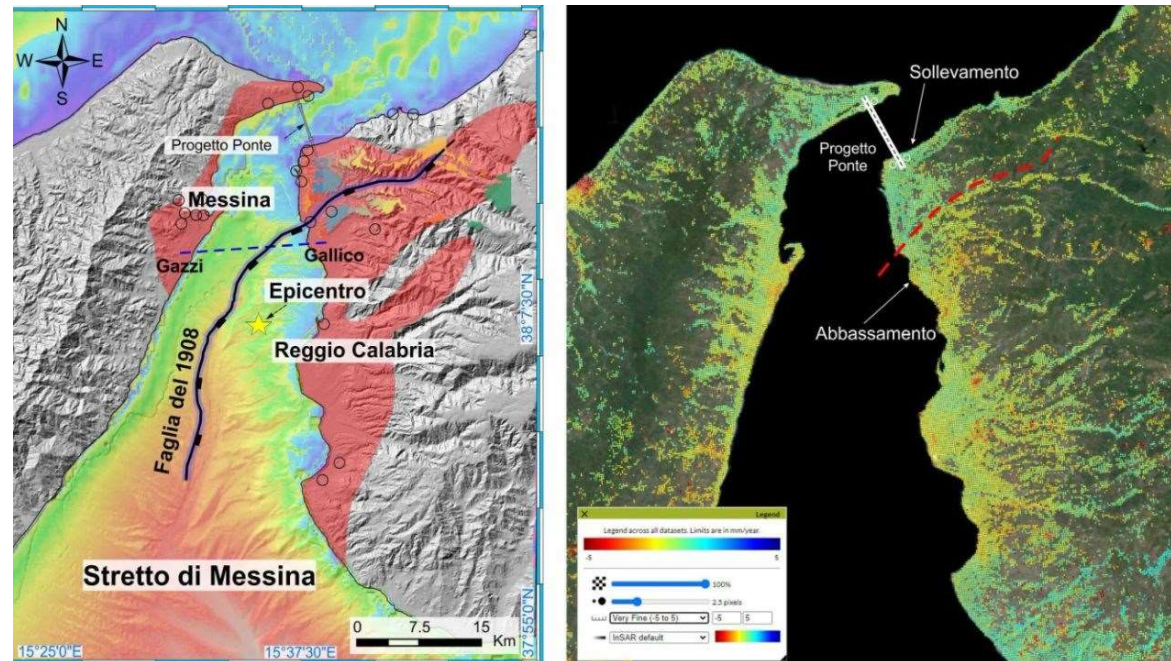 N
W E
S
Progetto Ponte
Messina
Gazzi
Gallico
Epicentro
Reggio Calabria
Faglia del 1908
Stretto di Messina
0 7.5 15
Km
15°25'0"E
15°37'30"E
38°7'30"N
37°55'0"N
Sollevamento
Progetto
Ponte
Abbassamento
X Legend
Legend across all datasets. Limits are in mm/year.
-5 5
100%
2.5 pixels
Very Fine (-5 to 5) -5 5
InSAR default